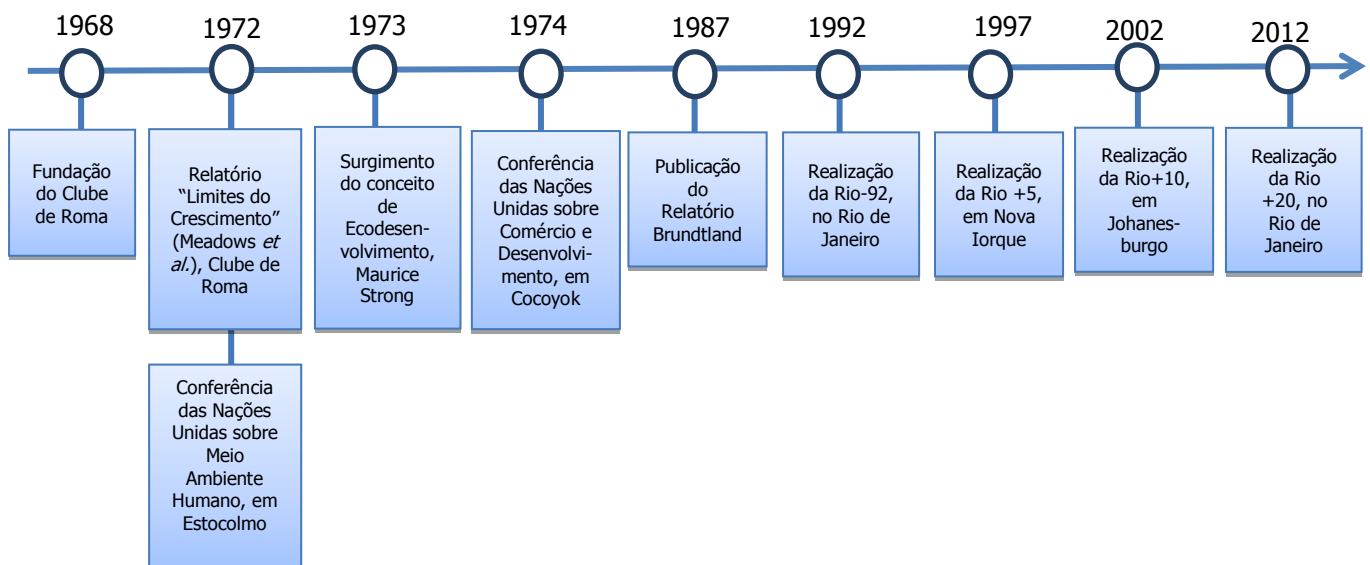 1968
1972
1973
1974
1987
1992
1997
2002
2012
Fundação
do Clube
de Roma
Relatório
“Limites do
Crescimento”
(Meadows et
al.), Clube de
Roma
Conferência
das Nações
Unidas sobre
Meio
Ambiente
Humano, em
Estocolmo
Surgimento
do conceito
de
Ecodesen-
volvimento,
Maurice
Strong
Conferência
das Nações
Unidas sobre
Comércio e
Desenvolvi-
mento, em
Cocoyok
Publicação
do
Relatório
Brundtland
Realização
da Rio-92,
no Rio de
Janeiro
Realização
da Rio +5,
em Nova
Iorque
Realização
da Rio+10,
em
Johanes-
burgo
Realização
da Rio
+20, no
Rio de
Janeiro